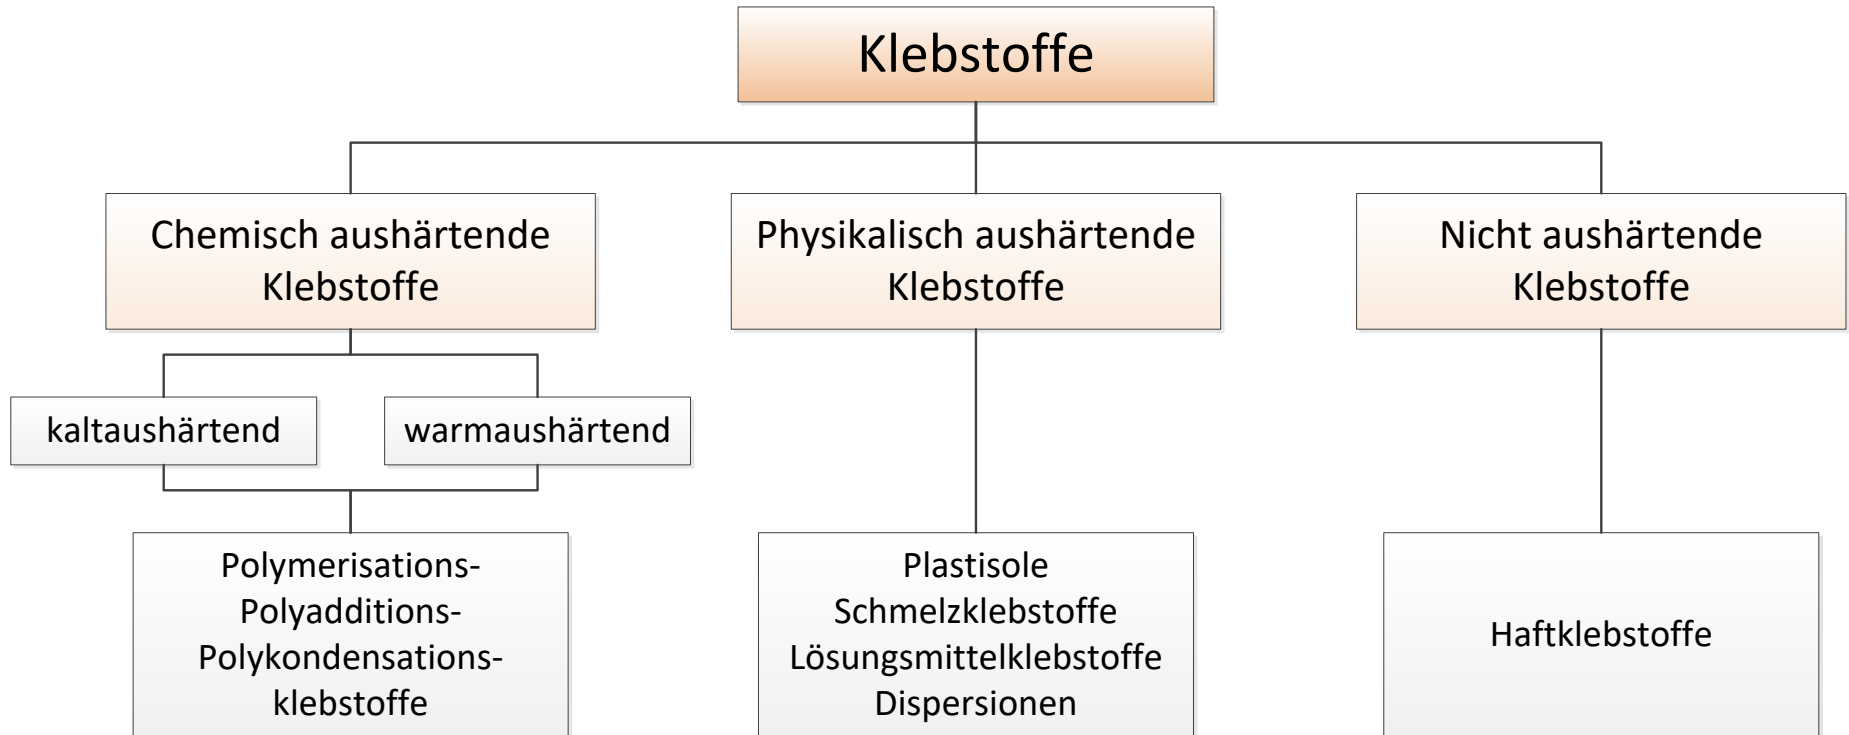 Klebstoffe
Chemisch aushärtende
Klebstoffe
Physikalisch aushärtende
Klebstoffe
Nicht aushärtende
Klebstoffe
kaltaushärtend
warmaushärtend
Polymerisations-
Polyadditions-
Polykondensations-
klebstoffe
Plastisole
Schmelzklebstoffe
Lösungsmittelklebstoffe
Dispersionen
Haftklebstoffe